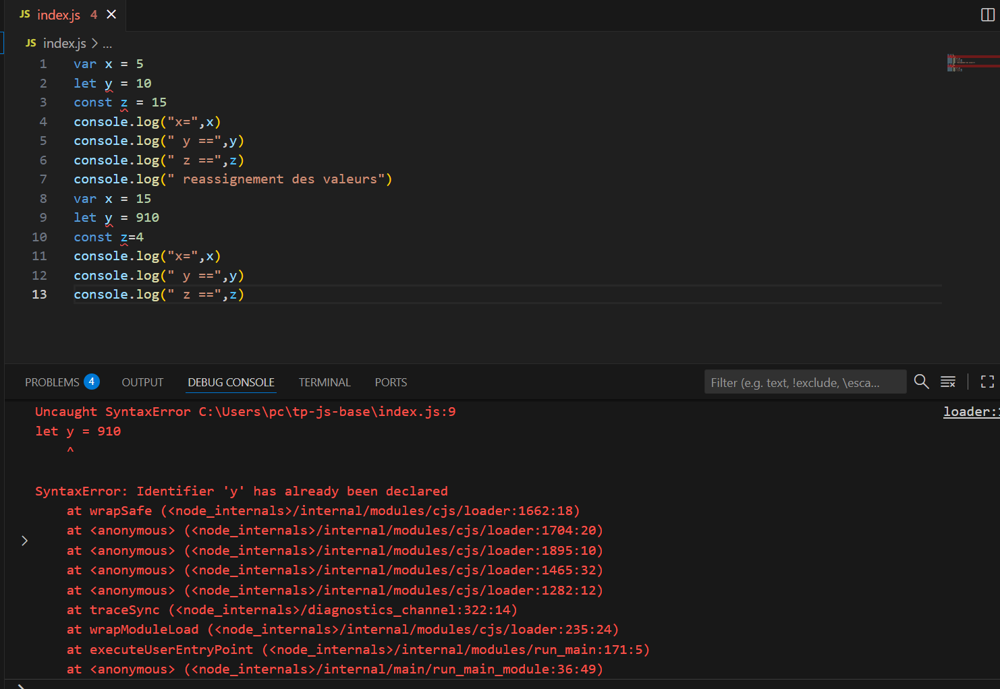 JS index.js 4
JS index.js > ...
1 var x = 5
2 let y = 10
3 const z = 15
4 console.log("x=",x)
5 console.log(" y ==",y)
6 console.log(" z ==",z)
7 console.log(" reassignement des valeurs")
8 var x = 15
9 let y = 910
10 const z=4
11 console.log("x=",x)
12 console.log(" y ==",y)
13 console.log(" z ==",z)
PROBLEMS 4 OUTPUT DEBUG CONSOLE TERMINAL PORTS Filter (e.g. text, !exclude, \esca...
Uncaught SyntaxError C:\Users\pc\tp-js-base\index.js:9 loader:
let y = 910
^
SyntaxError: Identifier 'y' has already been declared
at wrapSafe (<node_internals>/internal/modules/cjs/loader:1662:18)
at <anonymous> (<node_internals>/internal/modules/cjs/loader:1704:20)
at <anonymous> (<node_internals>/internal/modules/cjs/loader:1895:10)
at <anonymous> (<node_internals>/internal/modules/cjs/loader:1465:32)
at <anonymous> (<node_internals>/internal/modules/cjs/loader:1282:12)
at traceSync (<node_internals>/diagnostics_channel:322:14)
at wrapModuleLoad (<node_internals>/internal/modules/cjs/loader:235:24)
at executeUserEntryPoint (<node_internals>/internal/modules/run_main:171:5)
at <anonymous> (<node_internals>/internal/main/run_main_module:36:49)